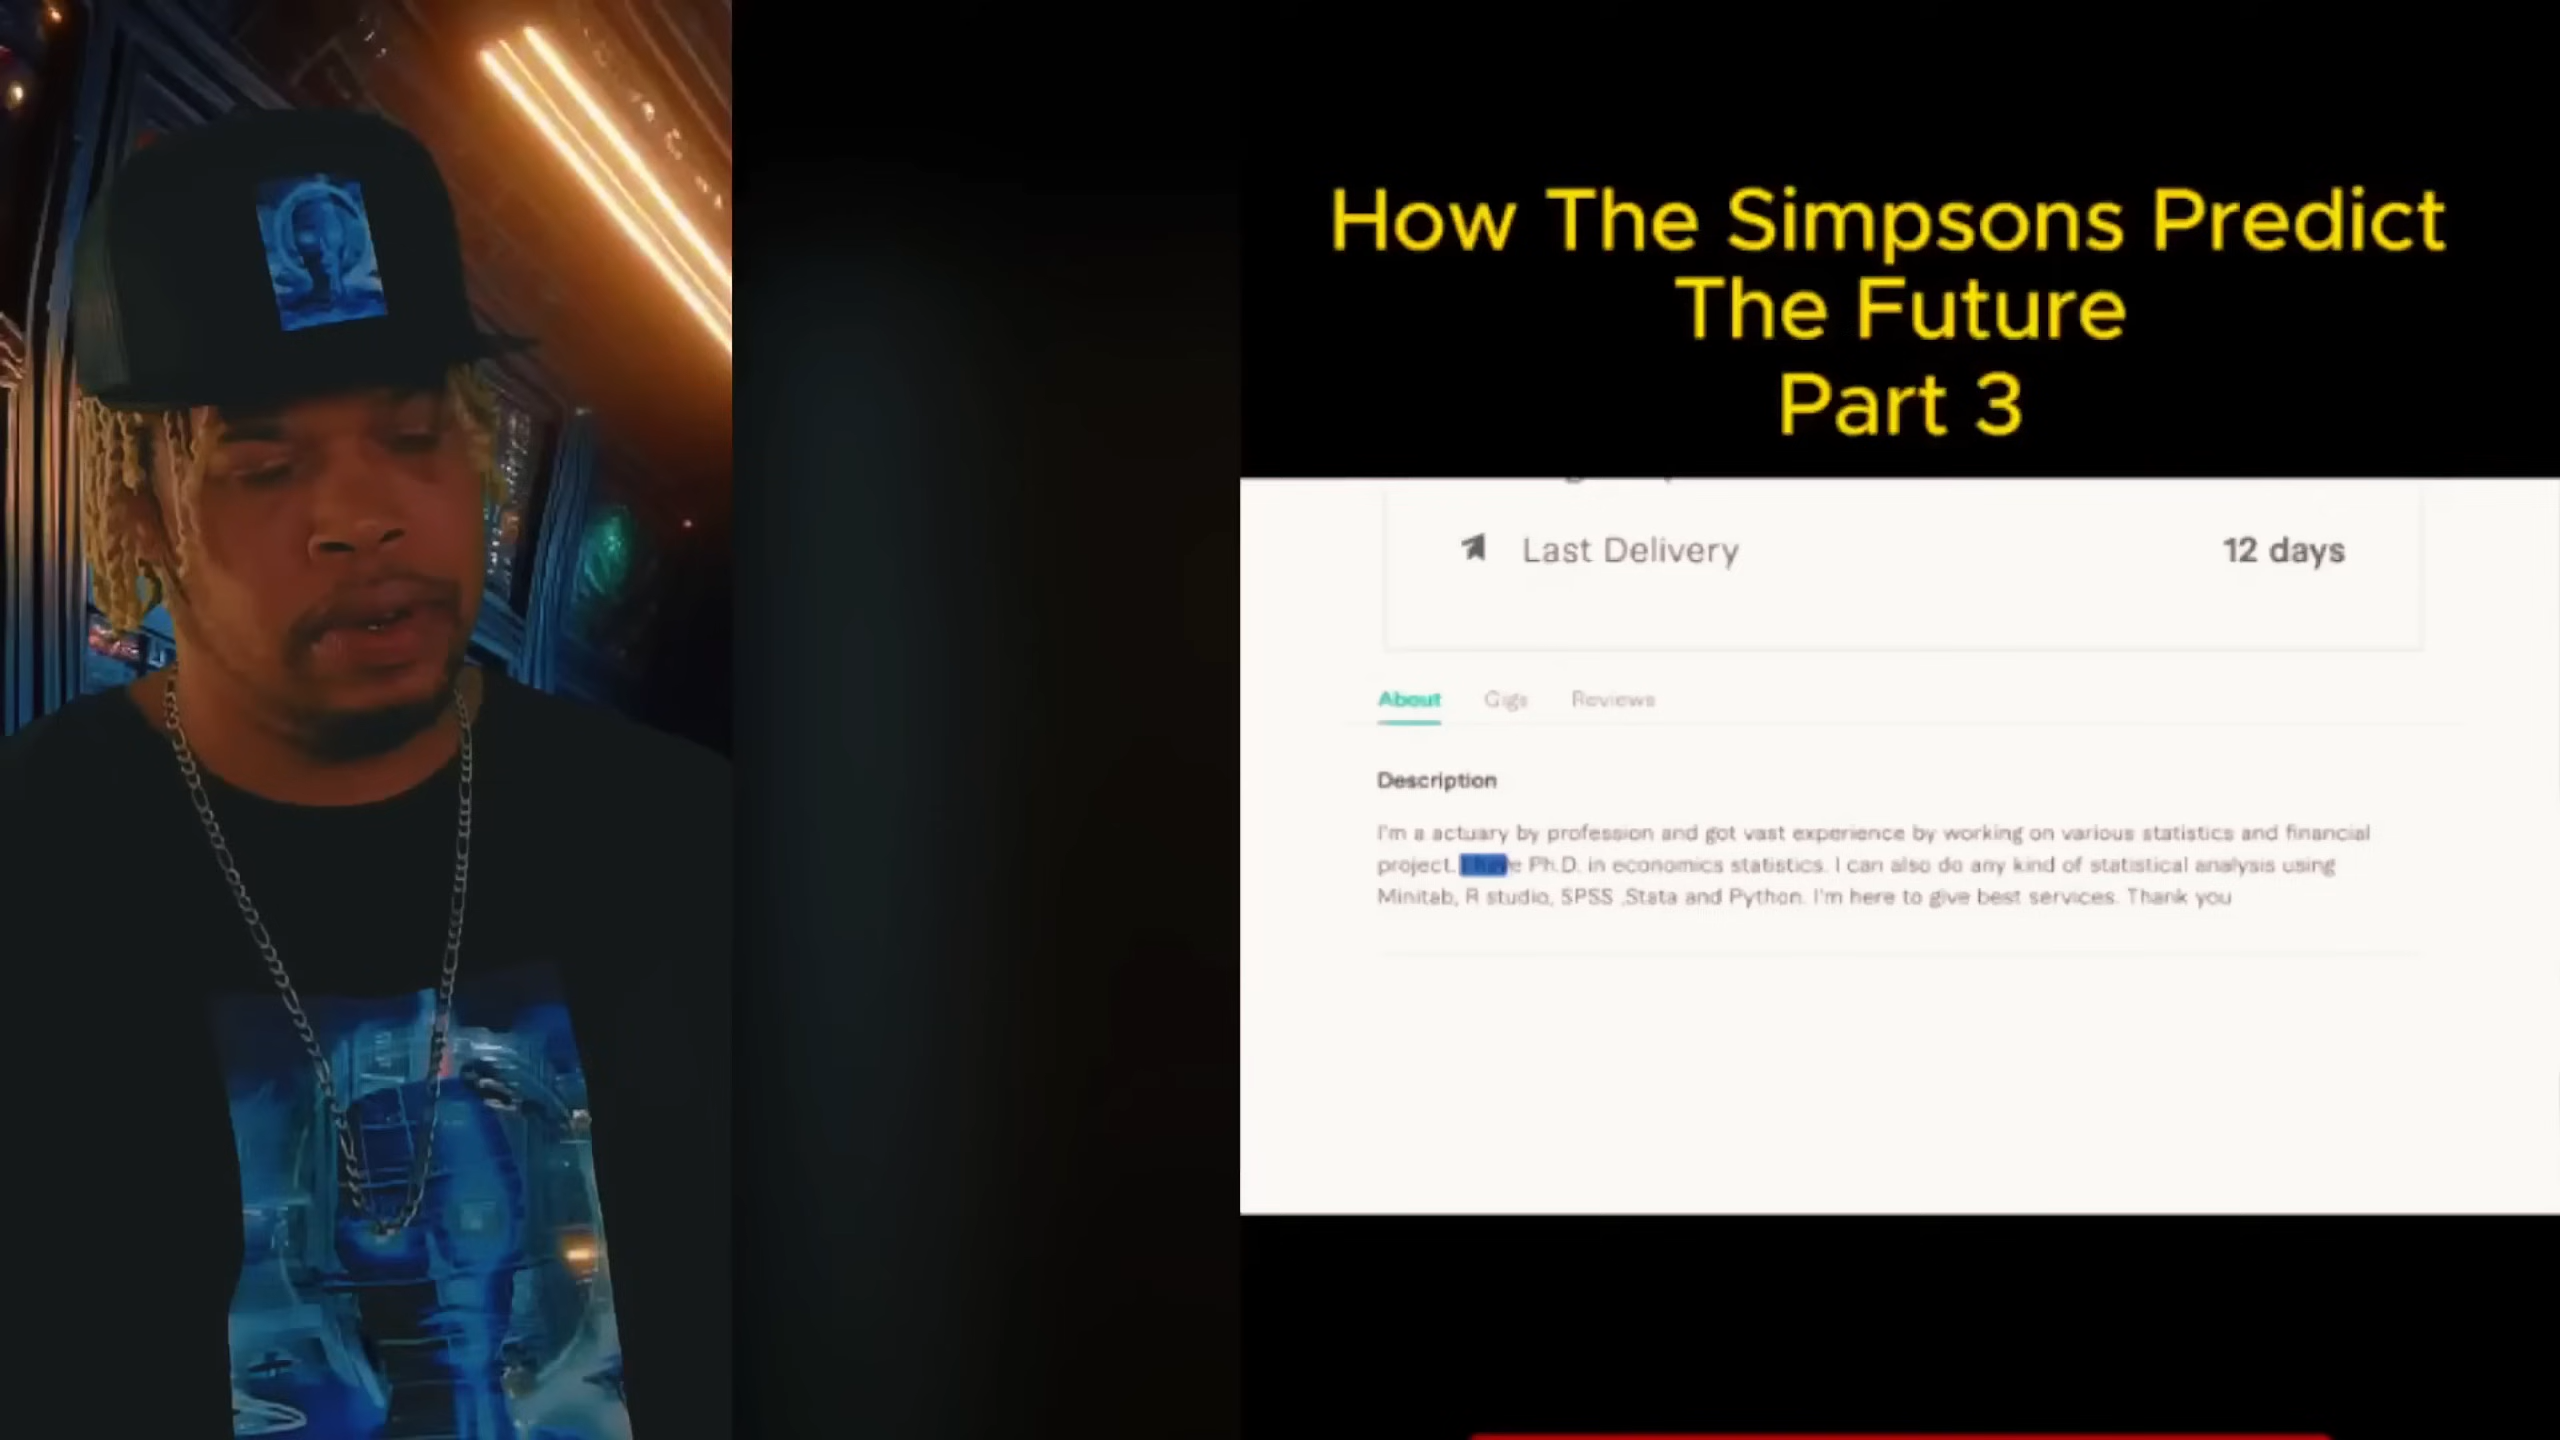 How The Simpsons Predict
The Future
Part 3
Last Delivery 12 days
About Gigs Reviews
Description
I'm a actuary by profession and got vast experience by working on various statistics and financial
project. I have Ph.D. in economics statistics. I can also do any kind of statistical analysis using
Minitab, R studio, SPSS ,Stata and Python. I'm here to give best services. Thank you